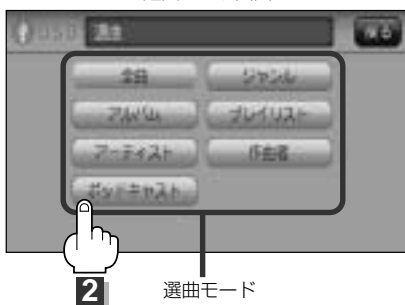 選曲
戻る
全曲
ジャンル
アルバム
プレイリスト
アーティスト
作曲者
ポッドキャスト
2
選曲モード